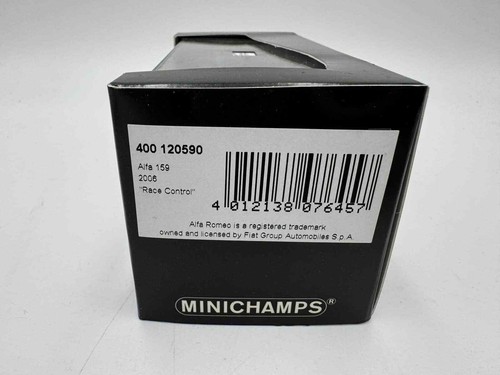 400 120590
Alfa 159
2006
"Race Control"
4 012138 076457
Alfa Romeo is a registered trademark
owned and licensed by Fiat Group Automobiles S.p.A.
MINICHAMPS®